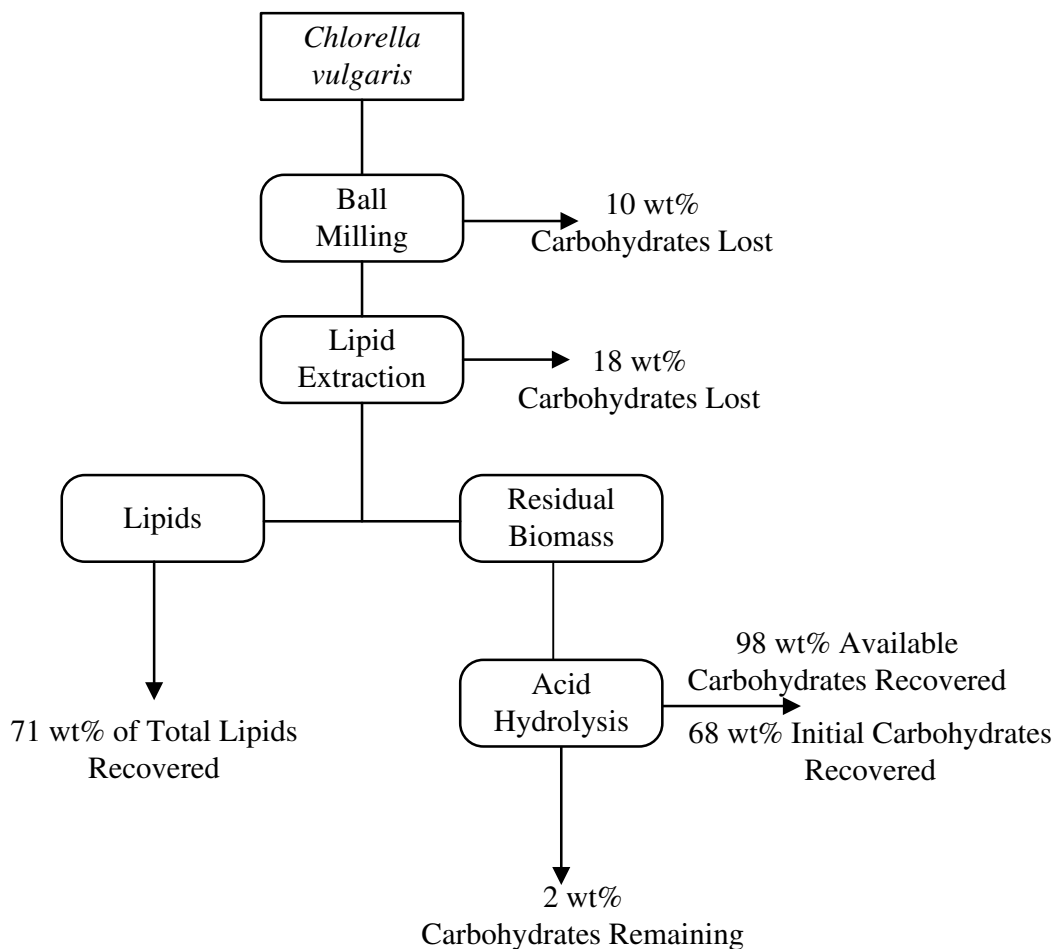 Chlorella
vulgaris
Ball
Milling
10 wt%
Carbohydrates Lost
Lipid
Extraction
18 wt%
Carbohydrates Lost
Lipids
Residual
Biomass
71 wt% of Total Lipids
Recovered
Acid
Hydrolysis
98 wt% Available
Carbohydrates Recovered
68 wt% Initial Carbohydrates
Recovered
2 wt%
Carbohydrates Remaining